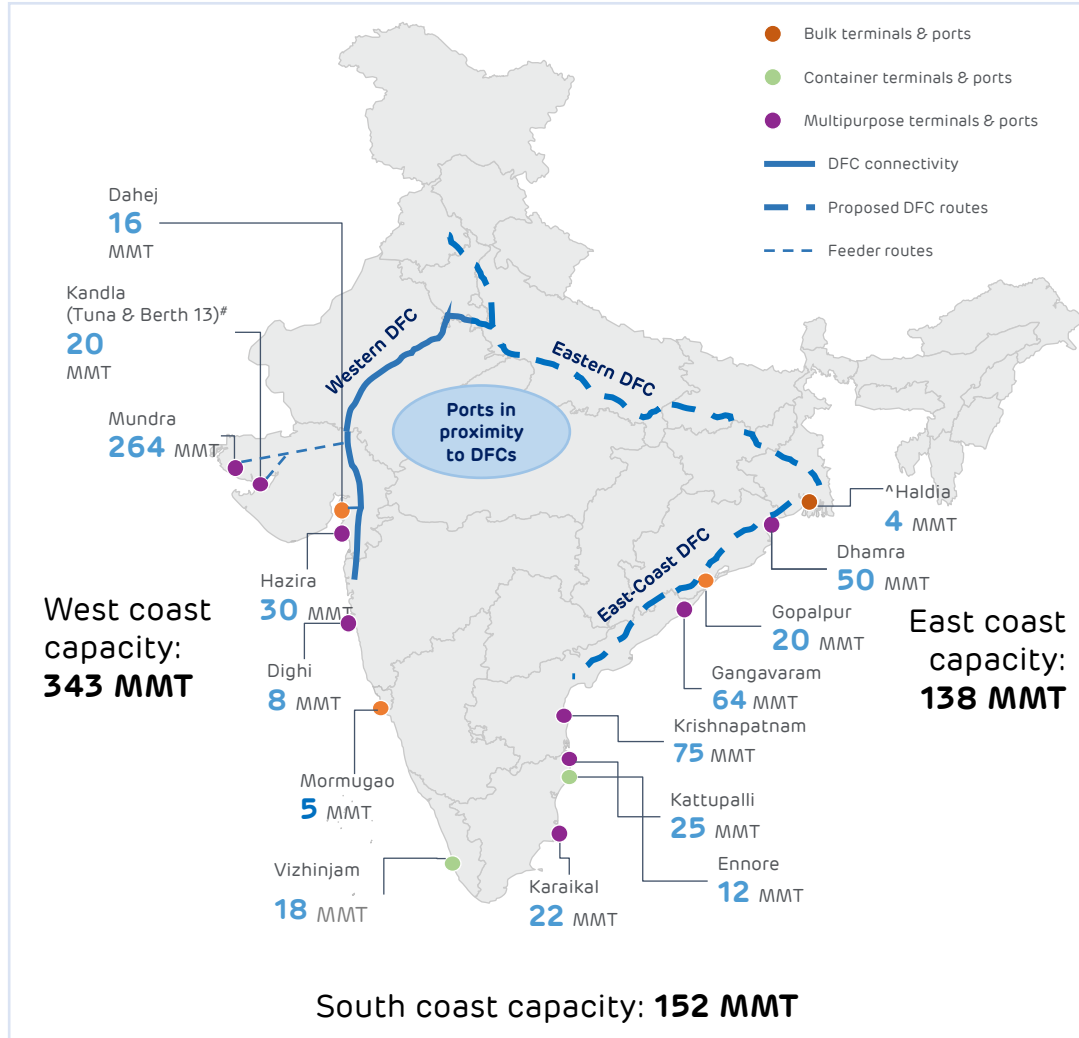 Bulk terminals & ports
Container terminals & ports
Multipurpose terminals & ports
DFC connectivity
Proposed DFC routes
Feeder routes
Dahej
16
MMT
Kandla
(Tuna & Berth 13)#
20
MMT
Mundra
264 MMT
Western DFC
Eastern DFC
Ports in
proximity
to DFCs
East-Coast DFC
^Haldia
4 MMT
Dhamra
50 MMT
Hazira
30 MMT
Gopalpur
20 MMT
West coast
capacity:
343 MMT
East coast
capacity:
138 MMT
Dighi
8 MMT
Gangavaram
64 MMT
Krishnapatnam
75 MMT
Mormugao
5 MMT
Kattupalli
25 MMT
Vizhinjam
18 MMT
Ennore
12 MMT
Karaikal
22 MMT
South coast capacity: 152 MMT